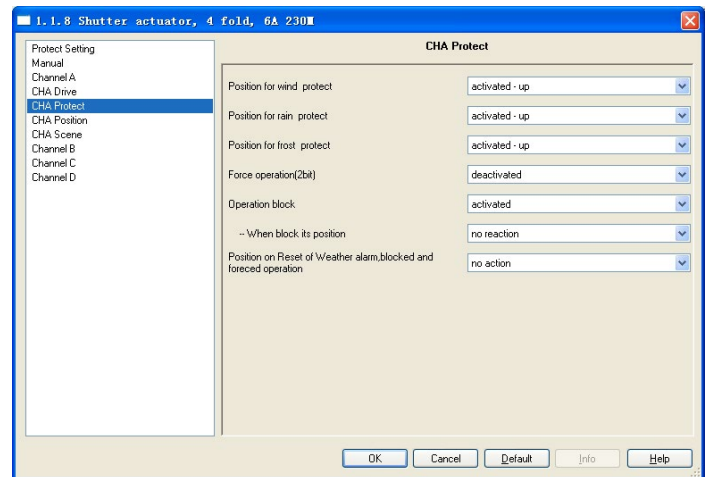 1.1.8 Shutter actuator, 4 fold, 6A 230M
Protect Setting
Manual
Channel A
CHA Drive
CHA Protect
CHA Position
CHA Scene
Channel B
Channel C
Channel D
CHA Protect
Position for wind protect
activated - up
Position for rain protect
activated - up
Position for frost protect
activated - up
Force operation(2bit)
deactivated
Operation block
activated
-- When block its position
no reaction
Position on Reset of Weather alarm,blocked and
foreced operation
no action
OK
Cancel
Default
Info
Help